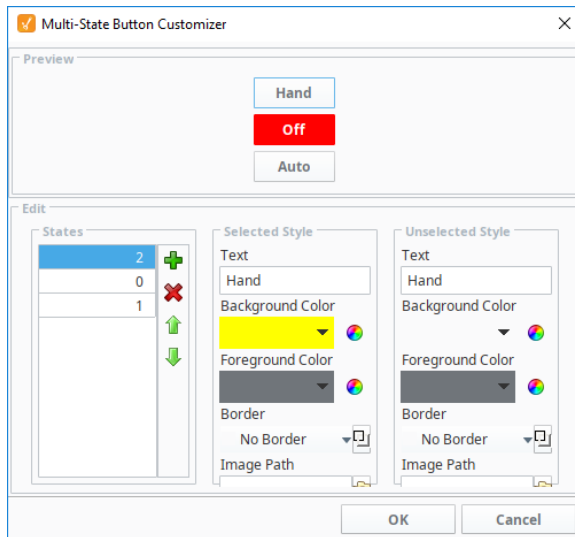 Multi-State Button Customizer
Preview
Hand
Off
Auto
Edit
States
2
0
1
Selected Style
Text
Hand
Background Color
Foreground Color
Border
No Border
Image Path
Unselected Style
Text
Hand
Background Color
Foreground Color
Border
No Border
Image Path
OK
Cancel